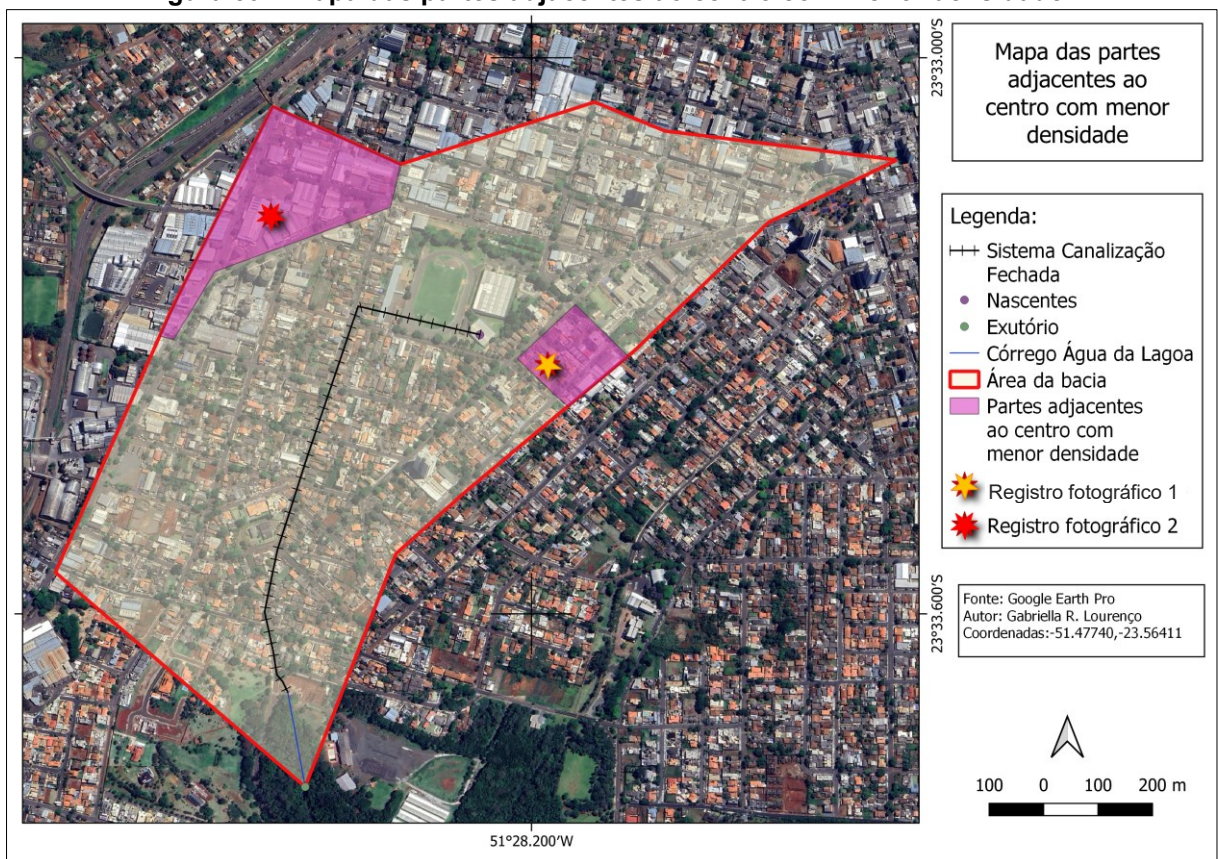 23°33.000'S
Mapa das partes
adjacentes ao
centro com menor
densidade
Legenda:
Sistema Canalização
Fechada
Nascentes
Exutório
Córrego Água da Lagoa
Área da bacia
Partes adjacentes
ao centro com
menor densidade
Registro fotográfico 1
Registro fotográfico 2
23°33.600'S
Fonte: Google Earth Pro
Autor: Gabriella R. Lourenço
Coordenadas:-51.47740,-23.56411
100 0 100 200 m
51°28.200'W